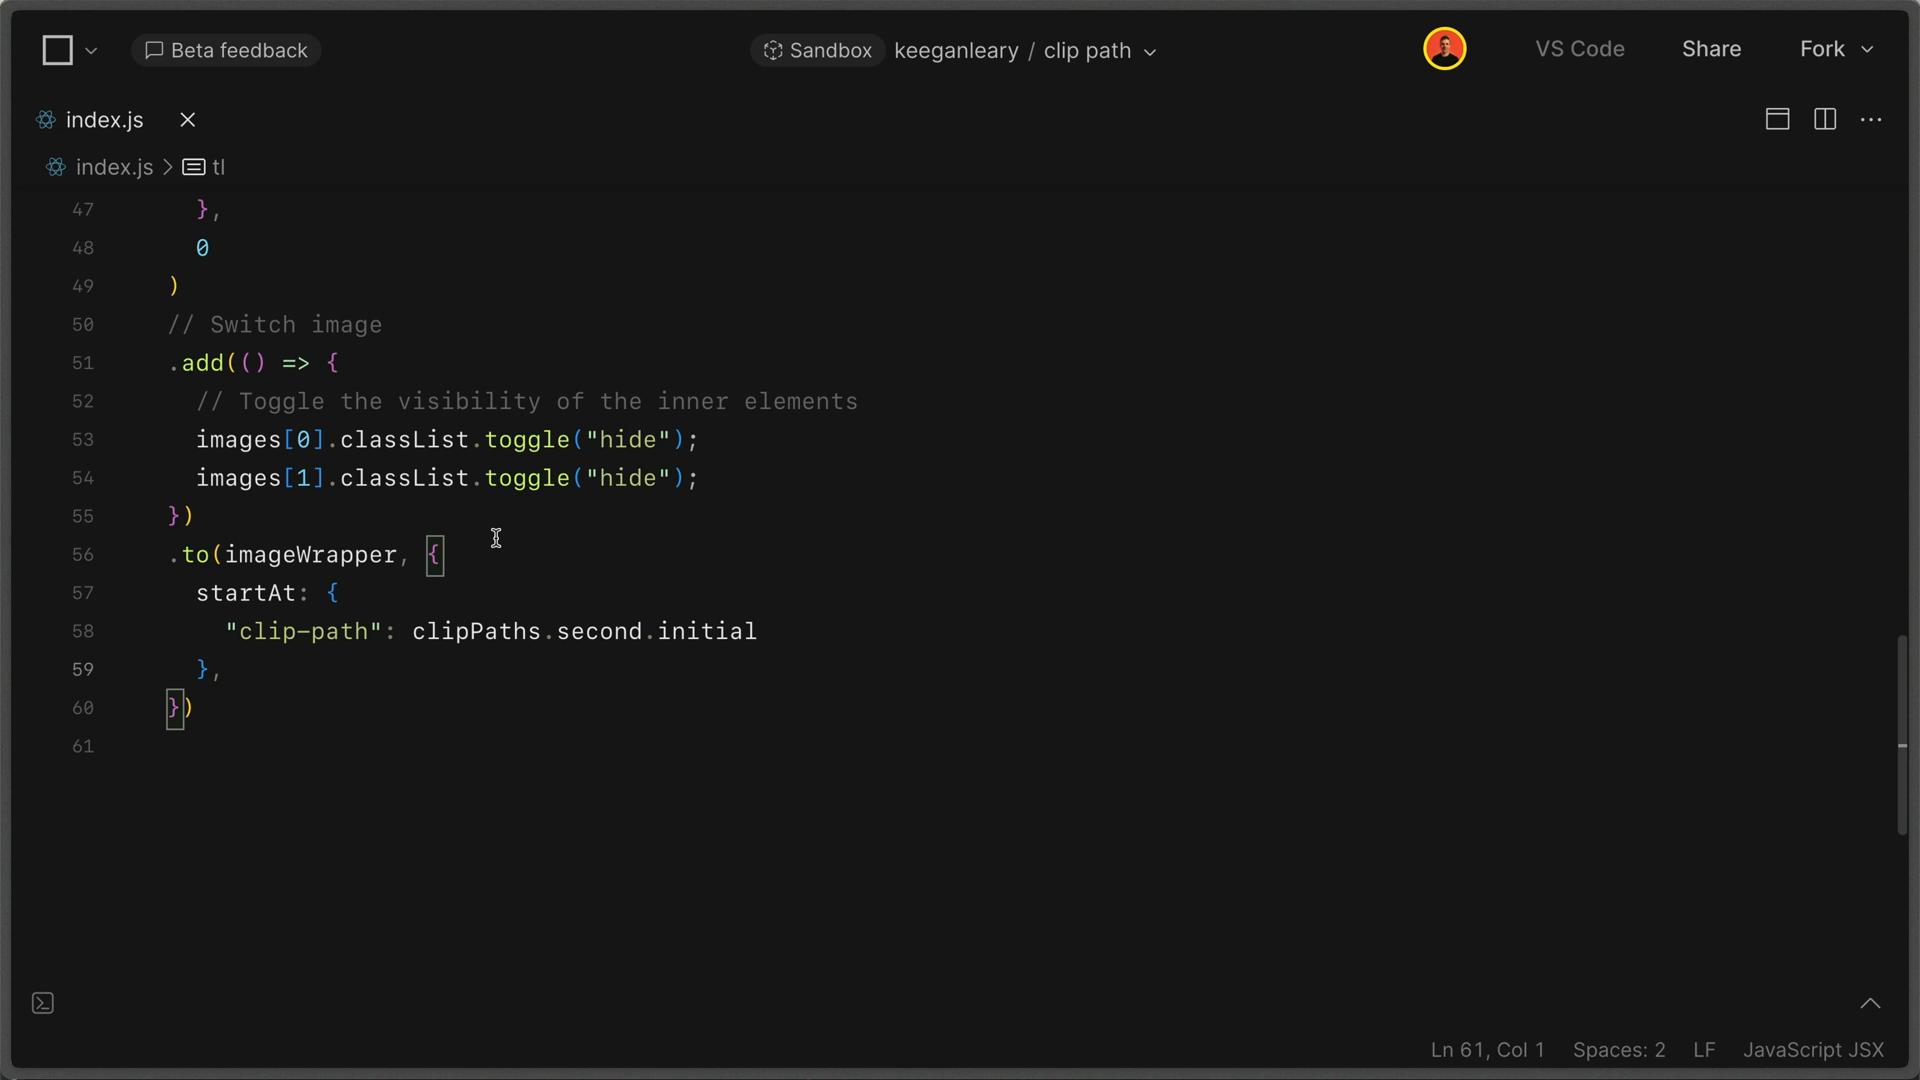 Beta feedback
Sandbox keeganleary / clip path
VS Code
Share
Fork
index.js
index.js > tl
47 },
48 0
49 )
50 // Switch image
51 .add(() => {
52 // Toggle the visibility of the inner elements
53 images[0].classList.toggle("hide");
54 images[1].classList.toggle("hide");
55 })
56 .to(imageWrapper, {
57 startAt: {
58 "clip-path": clipPaths.second.initial
59 },
60 })
61
Ln 61, Col 1 Spaces: 2 LF JavaScript JSX